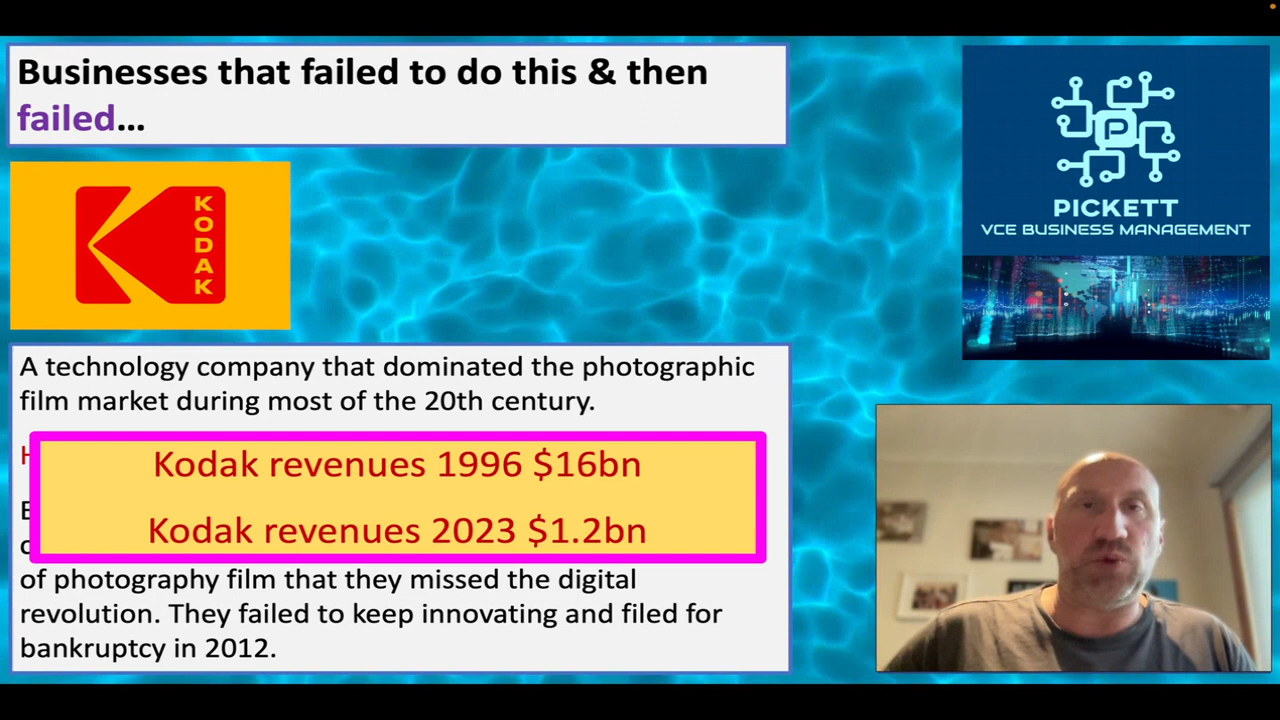 Businesses that failed to do this & then
failed...
KODAK
A technology company that dominated the photographic
film market during most of the 20th century.
Kodak revenues 1996 $16bn
Kodak revenues 2023 $1.2bn
of photography film that they missed the digital
revolution. They failed to keep innovating and filed for
bankruptcy in 2012.
P
PICKETT
VCE BUSINESS MANAGEMENT